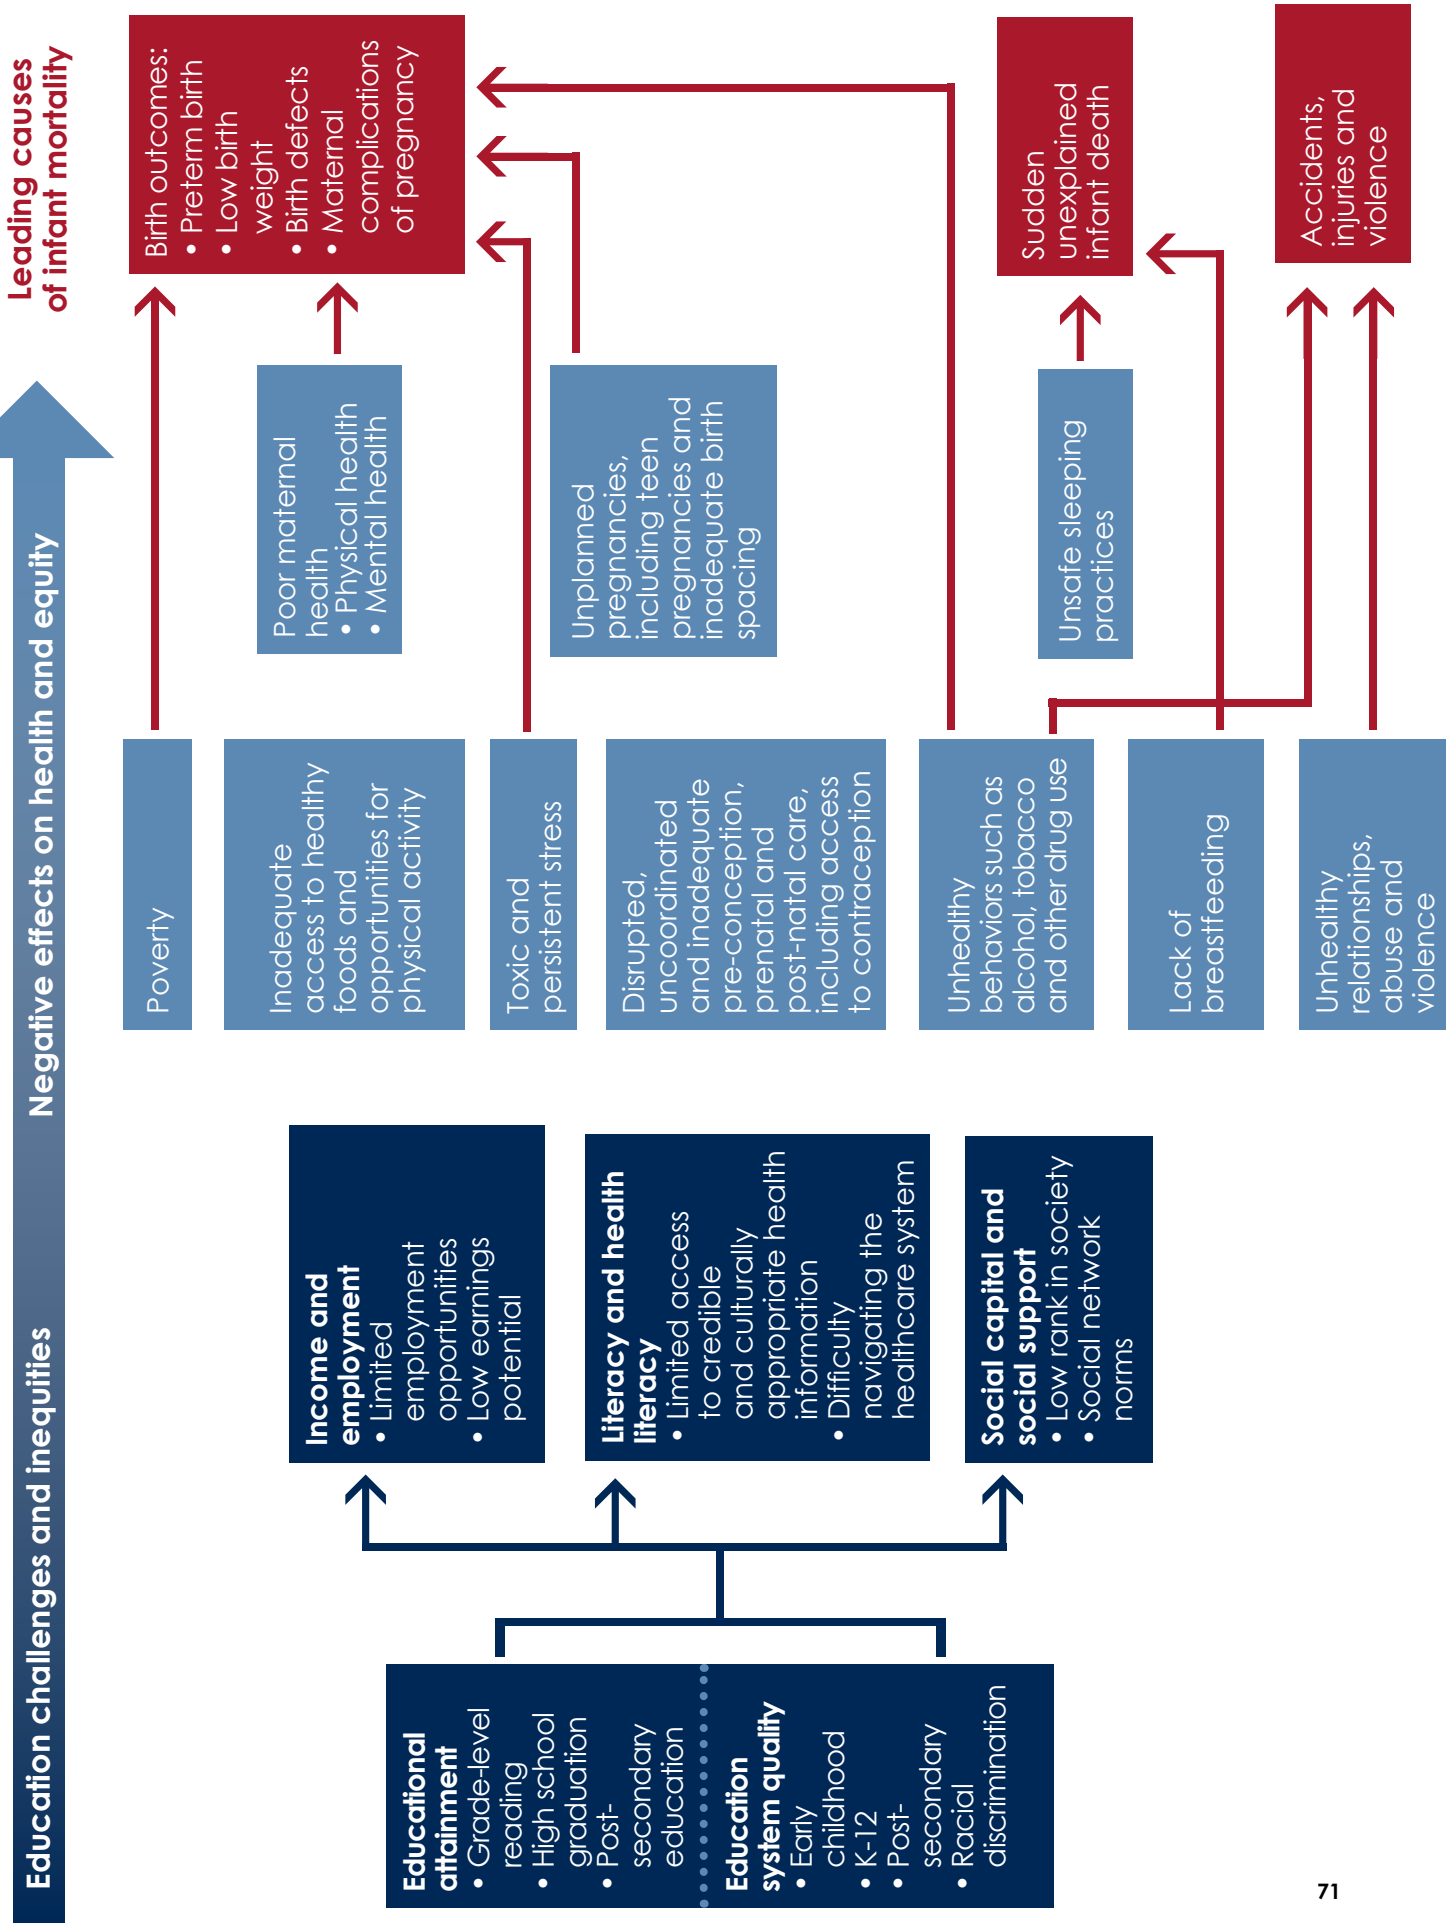 Education challenges and inequities
Negative effects on health and equity
Leading causes
of infant mortality
Educational
attainment
• Grade-level
reading
• High school
graduation
• Post-
secondary
education
Education
system quality
• Early
childhood
• K-12
• Post-
secondary
• Racial
discrimination
Income and
employment
• Limited
employment
opportunities
• Low earnings
potential
Literacy and health
literacy
• Limited access
to credible
and culturally
appropriate health
information
• Difficulty
navigating the
healthcare system
Social capital and
social support
• Low rank in society
• Social network
norms
Poverty
Inadequate
access to healthy
foods and
opportunities for
physical activity
Toxic and
persistent stress
Disrupted,
uncoordinated
and inadequate
pre-conception,
prenatal and
post-natal care,
including access
to contraception
Unhealthy
behaviors such as
alcohol, tobacco
and other drug use
Lack of
breastfeeding
Unhealthy
relationships,
abuse and
violence
Poor maternal
health
• Physical health
• Mental health
Unplanned
pregnancies,
including teen
pregnancies and
inadequate birth
spacing
Unsafe sleeping
practices
Birth outcomes:
• Preterm birth
• Low birth
weight
• Birth defects
• Maternal
complications
of pregnancy
Sudden
unexplained
infant death
Accidents,
injuries and
violence
71